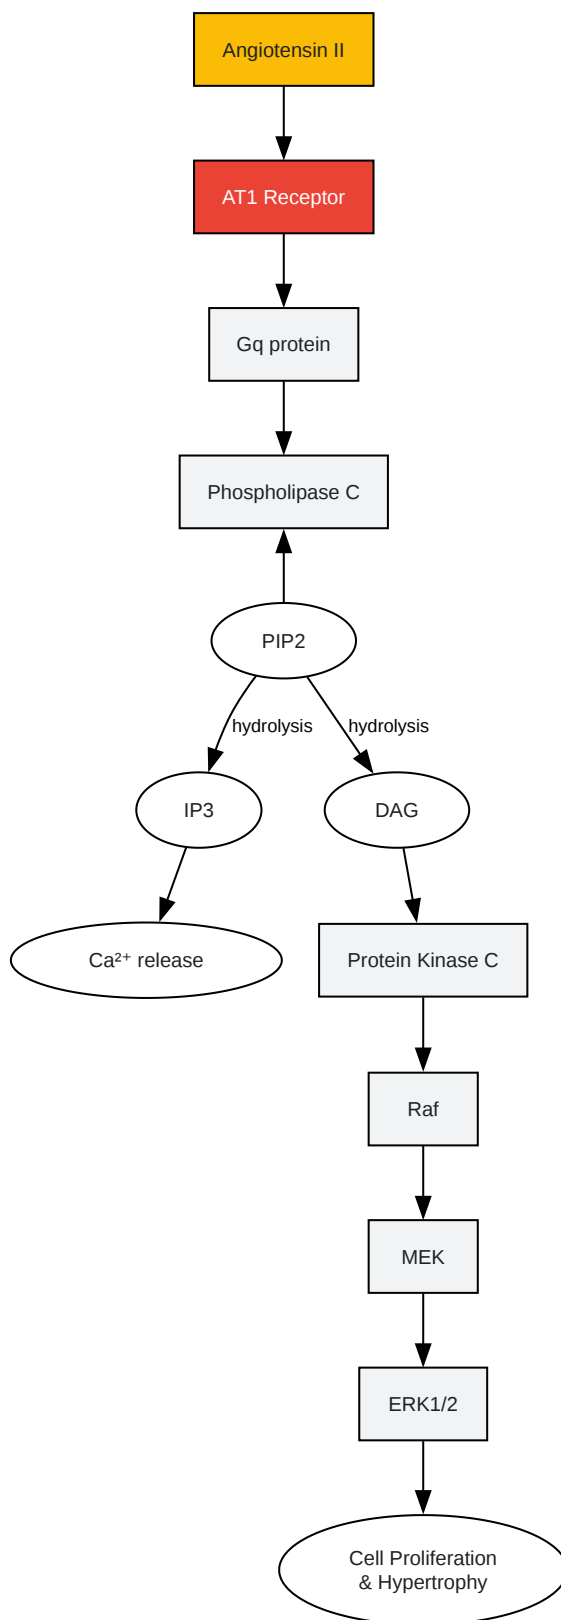 Angiotensin II
AT1 Receptor
Gq protein
Phospholipase C
PIP2
hydrolysis
hydrolysis
IP3
DAG
Ca²⁺ release
Protein Kinase C
Raf
MEK
ERK1/2
Cell Proliferation
& Hypertrophy